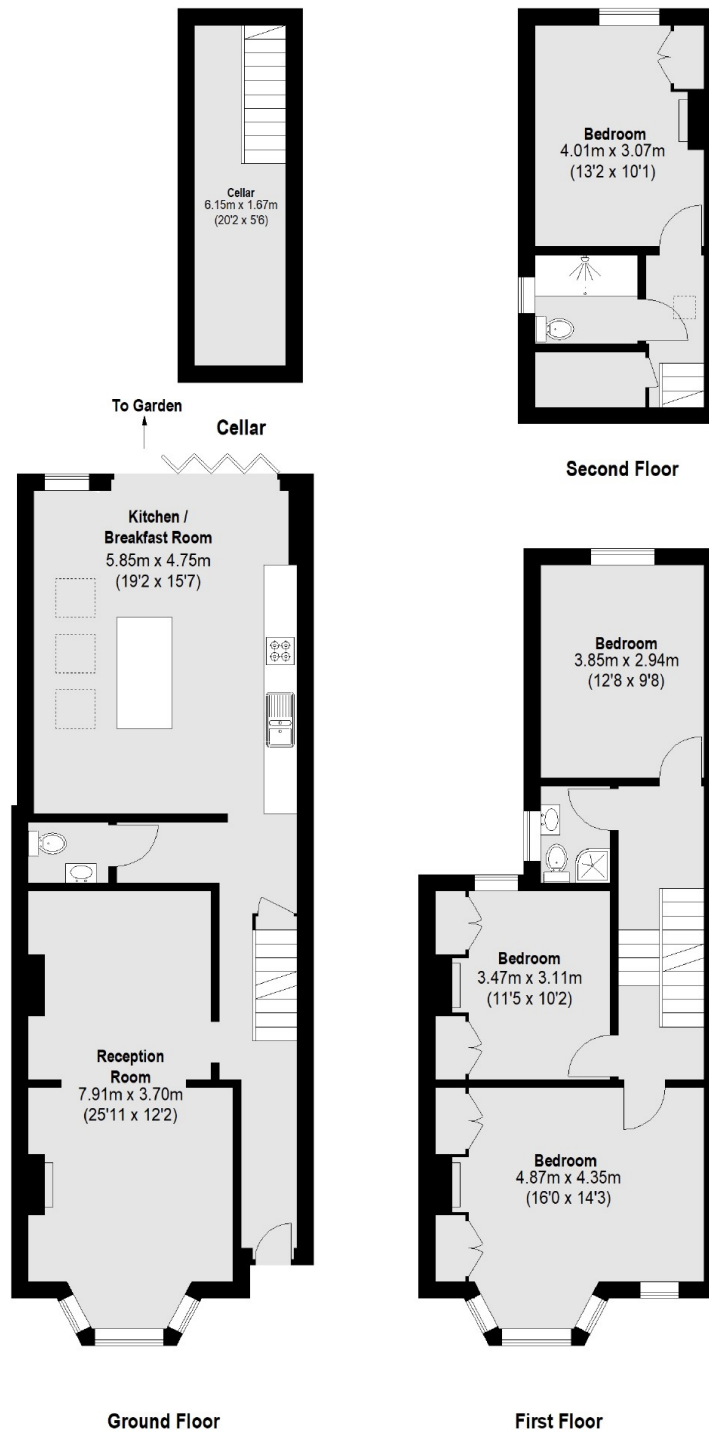 Cellar
6.15m x 1.67m
(20'2 x 5'6)
Cellar
Bedroom
4.01m x 3.07m
(13'2 x 10'1)
Second Floor
To Garden
Kitchen /
Breakfast Room
5.85m x 4.75m
(19'2 x 15'7)
Reception
Room
7.91m x 3.70m
(25'11 x 12'2)
Ground Floor
Bedroom
3.85m x 2.94m
(12'8 x 9'8)
Bedroom
3.47m x 3.11m
(11'5 x 10'2)
Bedroom
4.87m x 4.35m
(16'0 x 14'3)
First Floor